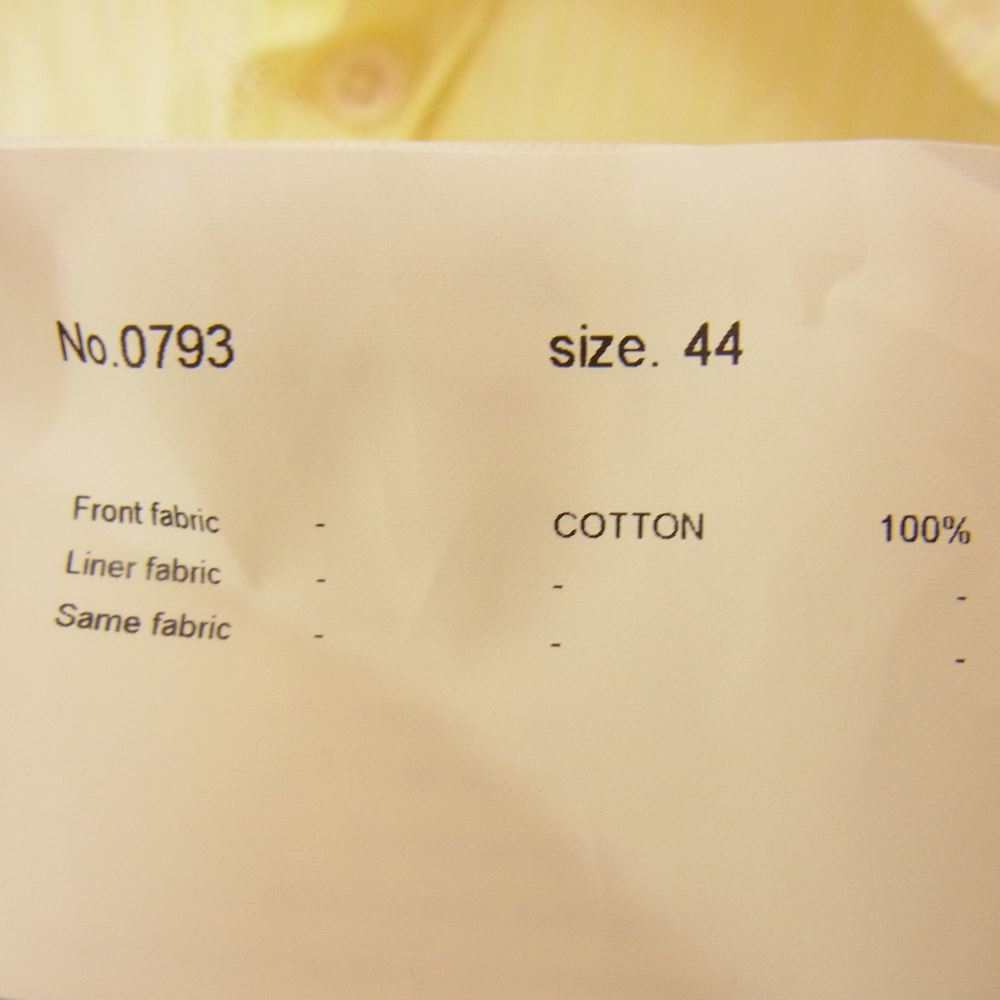 No.0793 size. 44
Front fabric - COTTON 100%
Liner fabric - - -
Same fabric - - -